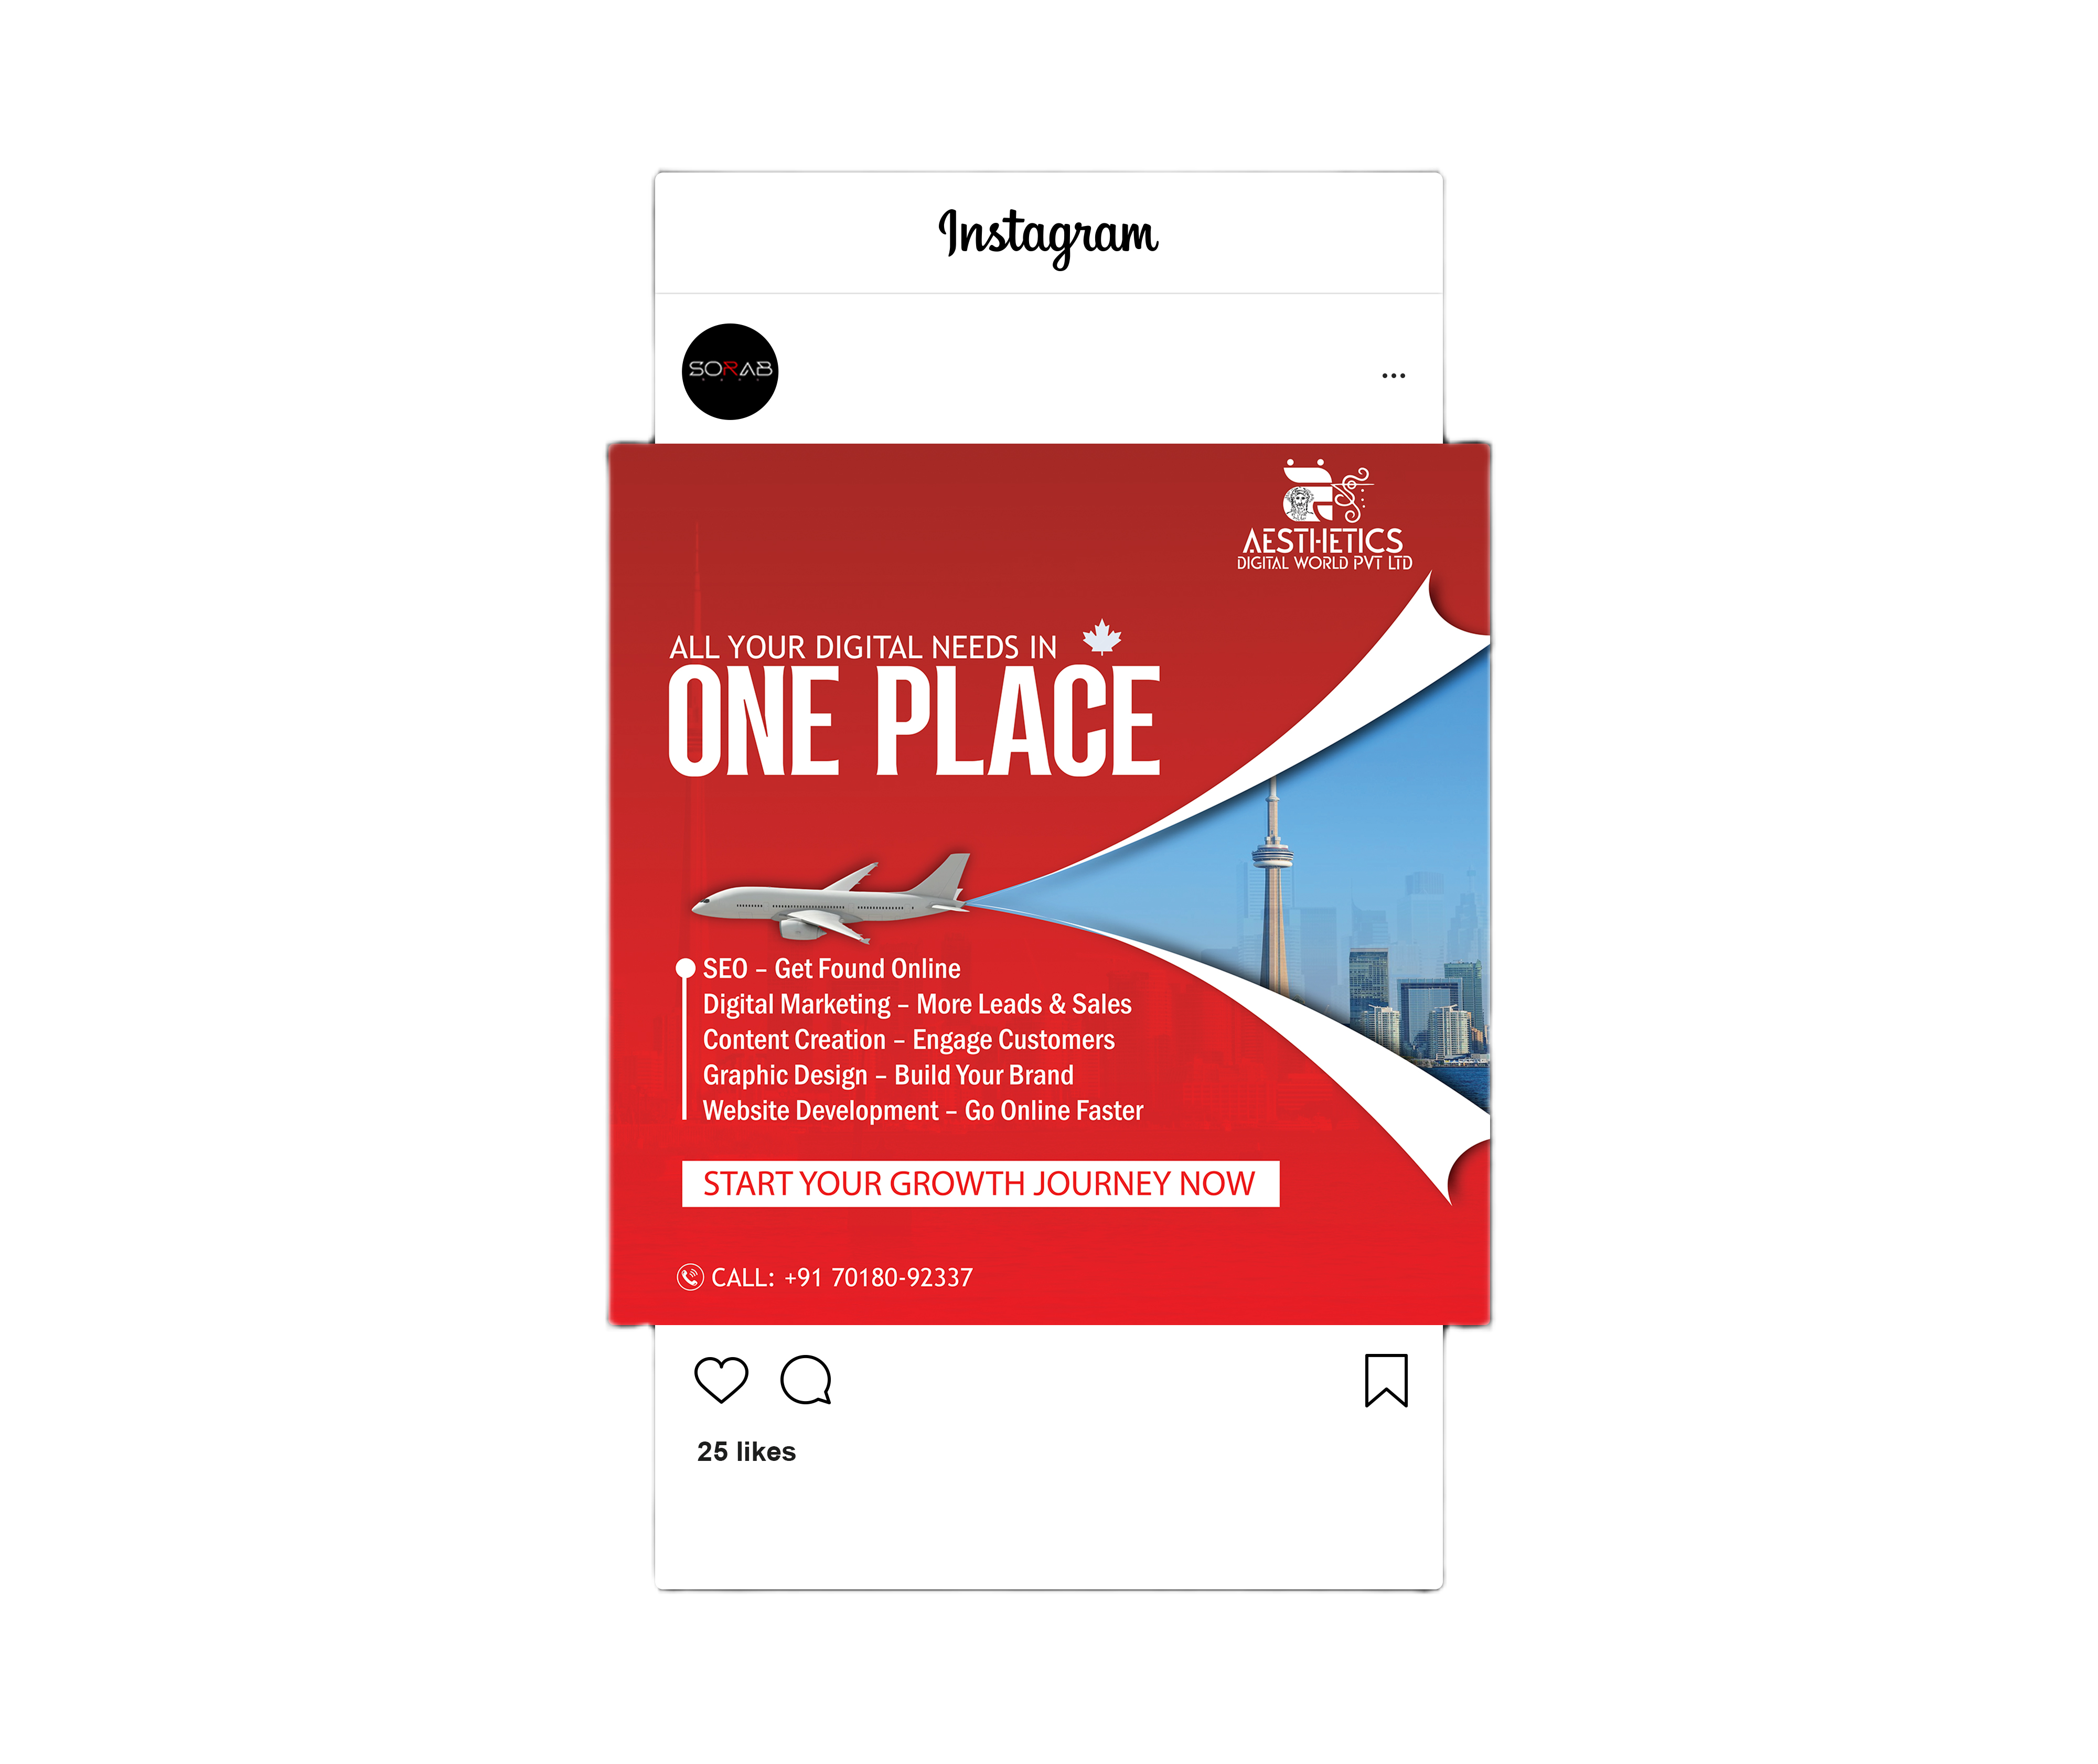 Instagram
SORAB
AESTHETICS
DIGITAL WORLD PVT LTD
ALL YOUR DIGITAL NEEDS IN
ONE PLACE
SEO – Get Found Online
Digital Marketing – More Leads & Sales
Content Creation – Engage Customers
Graphic Design – Build Your Brand
Website Development – Go Online Faster
START YOUR GROWTH JOURNEY NOW
CALL: +91 70180-92337
25 likes